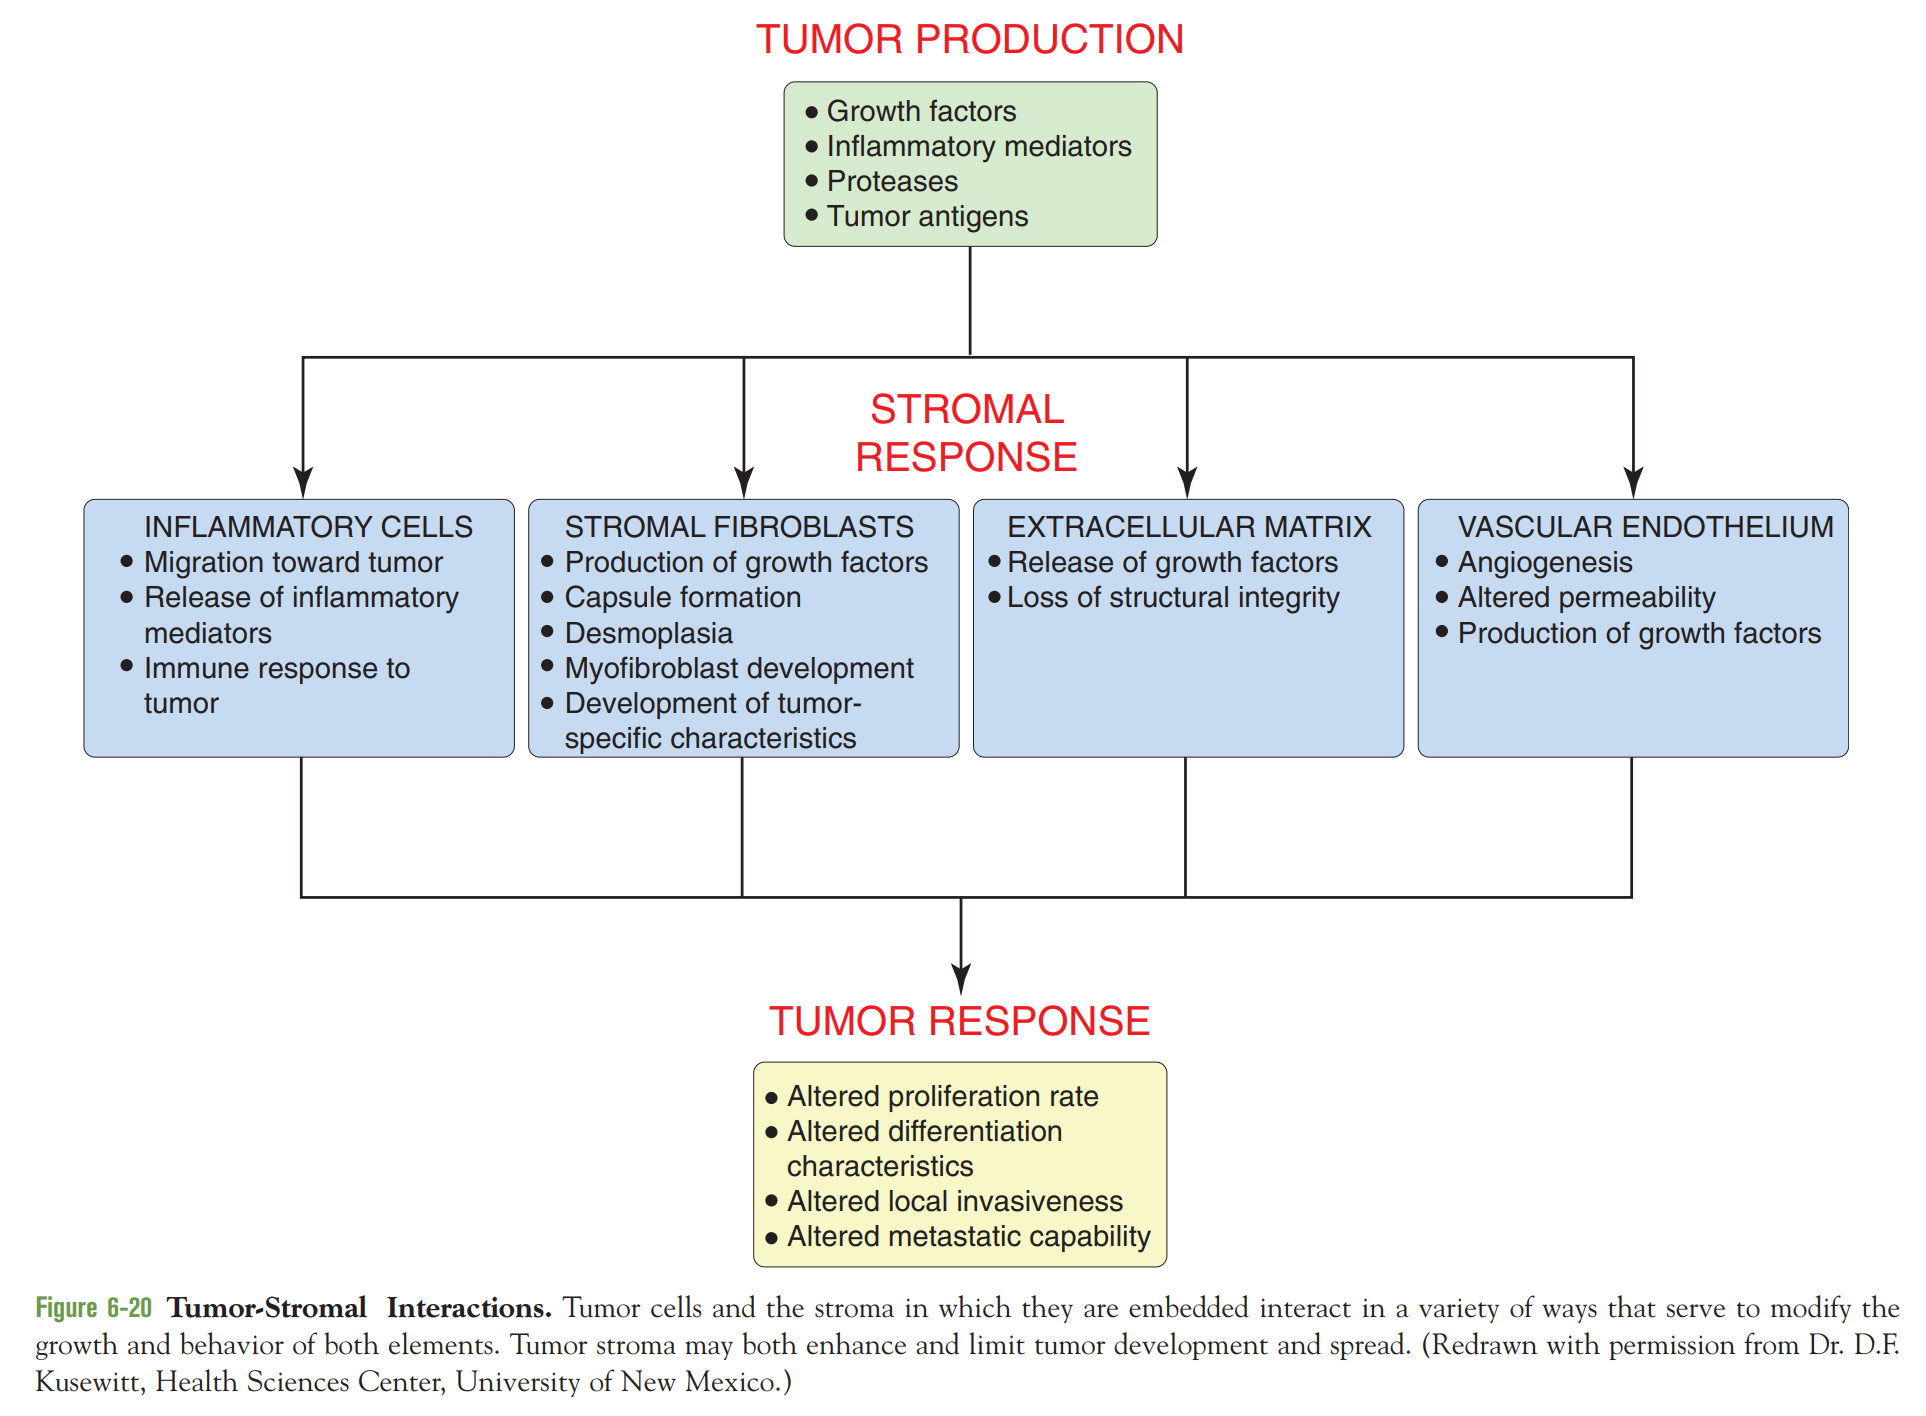 TUMOR PRODUCTION
● Growth factors
● Inflammatory mediators
● Proteases
● Tumor antigens
STROMAL
RESPONSE
INFLAMMATORY CELLS
● Migration toward tumor
● Release of inflammatory
mediators
● Immune response to
tumor
STROMAL FIBROBLASTS
● Production of growth factors
● Capsule formation
● Desmoplasia
● Myofibroblast development
● Development of tumor-
specific characteristics
EXTRACELLULAR MATRIX
● Release of growth factors
● Loss of structural integrity
VASCULAR ENDOTHELIUM
● Angiogenesis
● Altered permeability
● Production of growth factors
TUMOR RESPONSE
● Altered proliferation rate
● Altered differentiation
characteristics
● Altered local invasiveness
● Altered metastatic capability
Figure 6-20 Tumor-Stromal Interactions. Tumor cells and the stroma in which they are embedded interact in a variety of ways that serve to modify the
growth and behavior of both elements. Tumor stroma may both enhance and limit tumor development and spread. (Redrawn with permission from Dr. D.F.
Kusewitt, Health Sciences Center, University of New Mexico.)